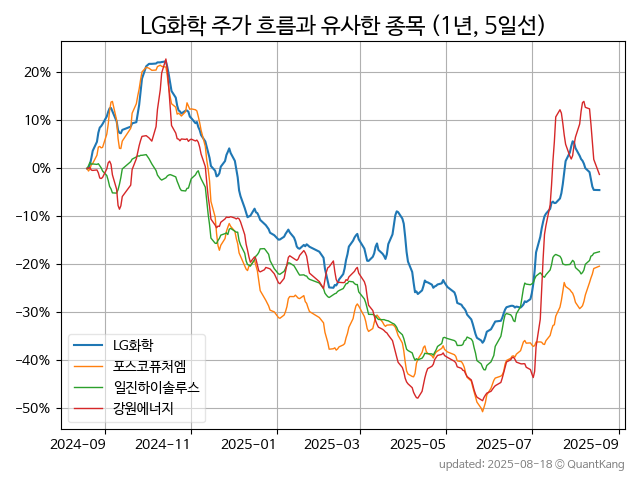 LG화학 주가 흐름과 유사한 종목 (1년, 5일선)
20%
10%
0%
−10%
−20%
−30%
−40%
−50%
LG화학
포스코퓨처엠
일진하이솔루스
강원에너지
2024-09 2024-11 2025-01 2025-03 2025-05 2025-07 2025-09
updated: 2025-08-18 © QuantKang